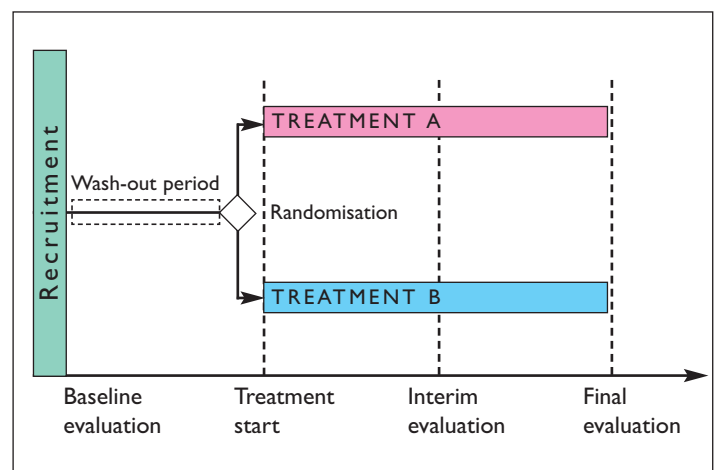 Recruitment
TREATMENT A
Wash-out period
Randomisation
TREATMENT B
Baseline
evaluation
Treatment
start
Interim
evaluation
Final
evaluation